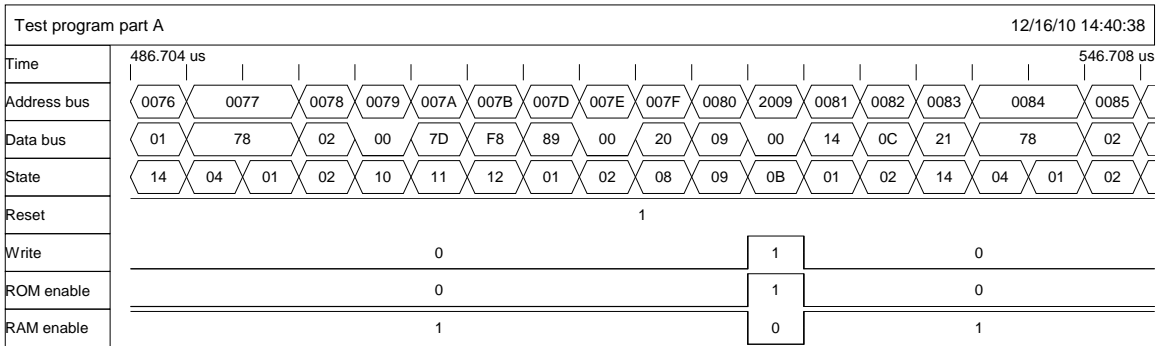 Test program part A 12/16/10 14:40:38
Time 486.704 us 546.708 us
Address bus 0076 0077 0078 0079 007A 007B 007D 007E 007F 0080 2009 0081 0082 0083 0084 0085
Data bus 01 78 02 00 7D F8 89 00 20 09 00 14 0C 21 78 02
State 14 04 01 02 10 11 12 01 02 08 09 0B 01 02 14 04 01 02
Reset 1
Write 0 1 0
ROM enable 0 1 0
RAM enable 1 0 1